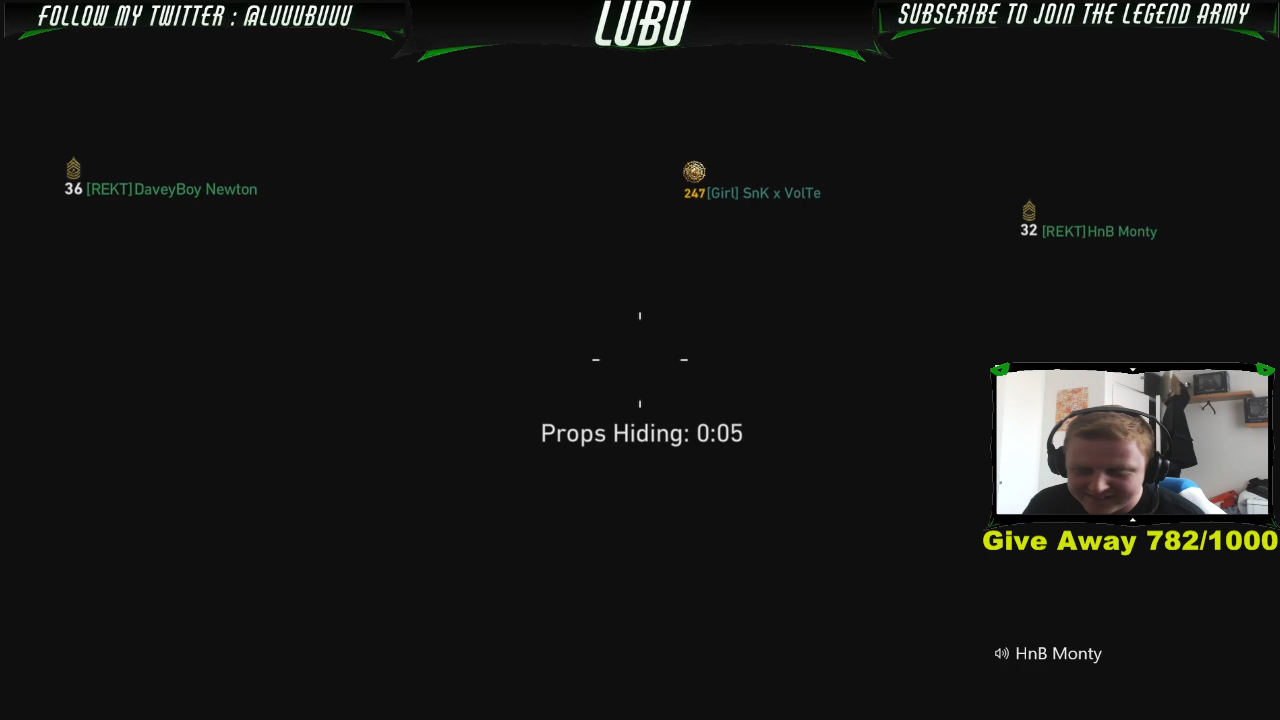 FOLLOW MY TWITTER : @LUUUBUUU
LUBU
SUBSCRIBE TO JOIN THE LEGEND ARMY
36 [REKT]DaveyBoy Newton
247[Girl] SnK x VolTe
32 [REKT]HnB Monty
Props Hiding: 0:05
Give Away 782/1000
HnB Monty